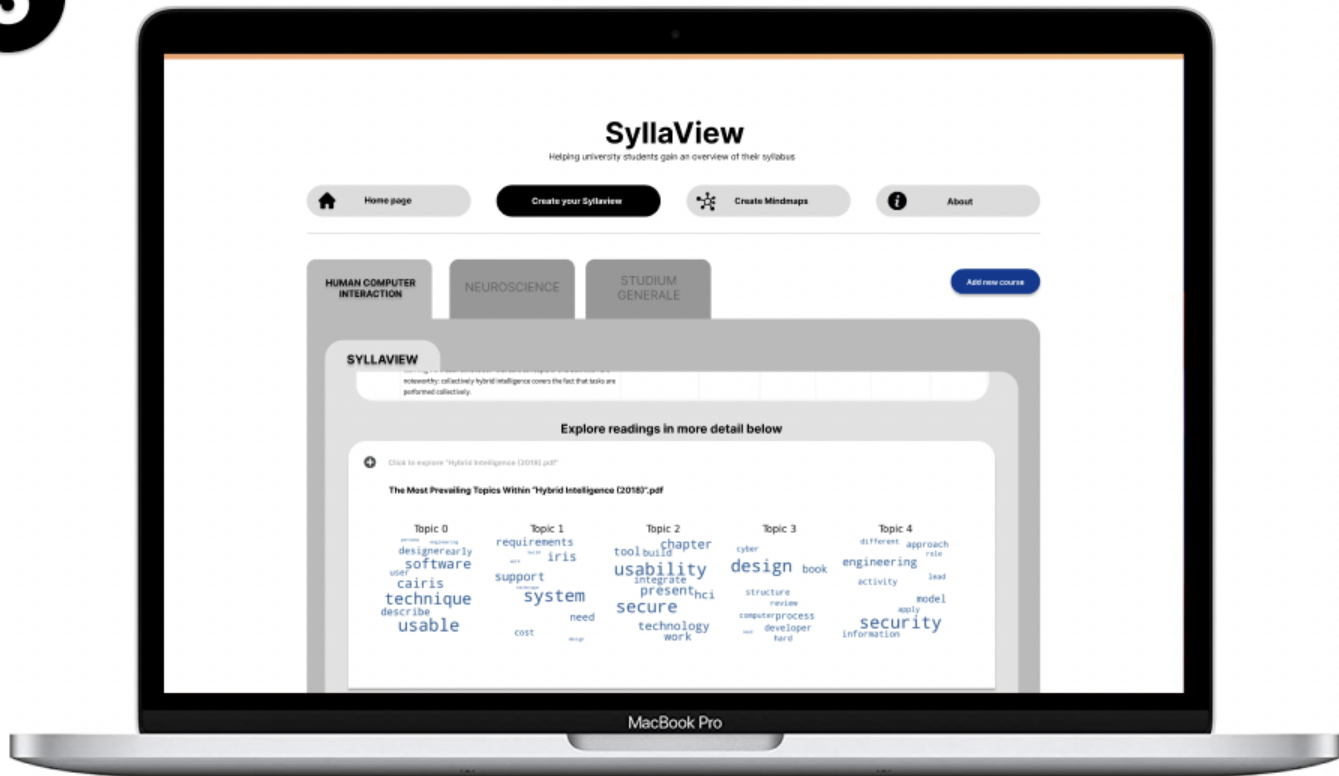 SyllaView
Helping university students gain an overview of their syllabus
Home page
Create your Syllaview
Create Mindmaps
About
HUMAN COMPUTER
INTERACTION
NEUROSCIENCE
STUDIUM
GENERALE
Add new course
SYLLAVIEW
noteworthy: collectively hybrid intelligence covers the fact that tasks are
performed collectively.
Explore readings in more detail below
Click to explore "Hybrid Intelligence (2018).pdf"
The Most Prevailing Topics Within "Hybrid Intelligence (2018)".pdf
Topic 0
persona engineering
designer early
software
user
cairis
technique
describe
usable
Topic 1
requirements
build
iris
support
system
need
cost
design
Topic 2
chapter
tool build
usability
integrate
present hci
secure
technology
work
Topic 3
cyber
design book
structure
review
computer process
developer
hard
Topic 4
different approach
role
engineering
lead
activity
model
apply
security
information
MacBook Pro